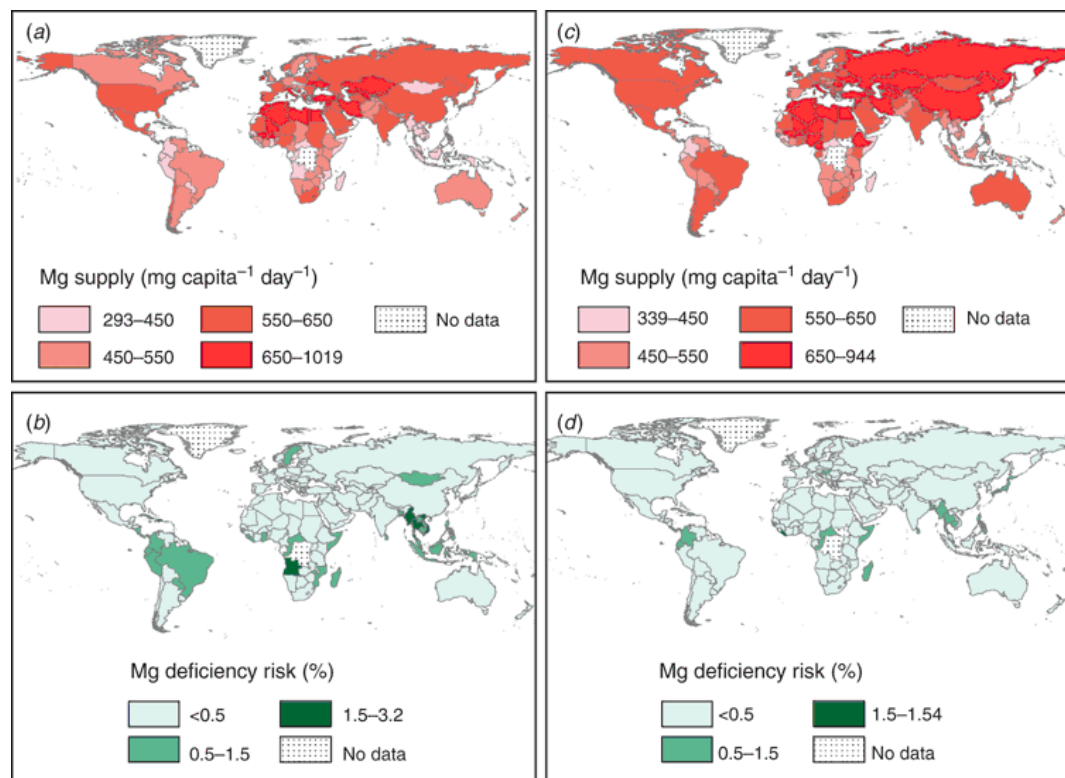 (a)
Mg supply (mg capita⁻¹ day⁻¹)
293–450
550–650
No data
450–550
650–1019
(c)
Mg supply (mg capita⁻¹ day⁻¹)
339–450
550–650
No data
450–550
650–944
(b)
Mg deficiency risk (%)
<0.5
1.5–3.2
0.5–1.5
No data
(d)
Mg deficiency risk (%)
<0.5
1.5–1.54
0.5–1.5
No data